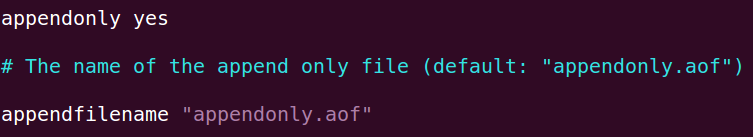 appendonly yes
# The name of the append only file (default: "appendonly.aof")
appendfilename "appendonly.aof"